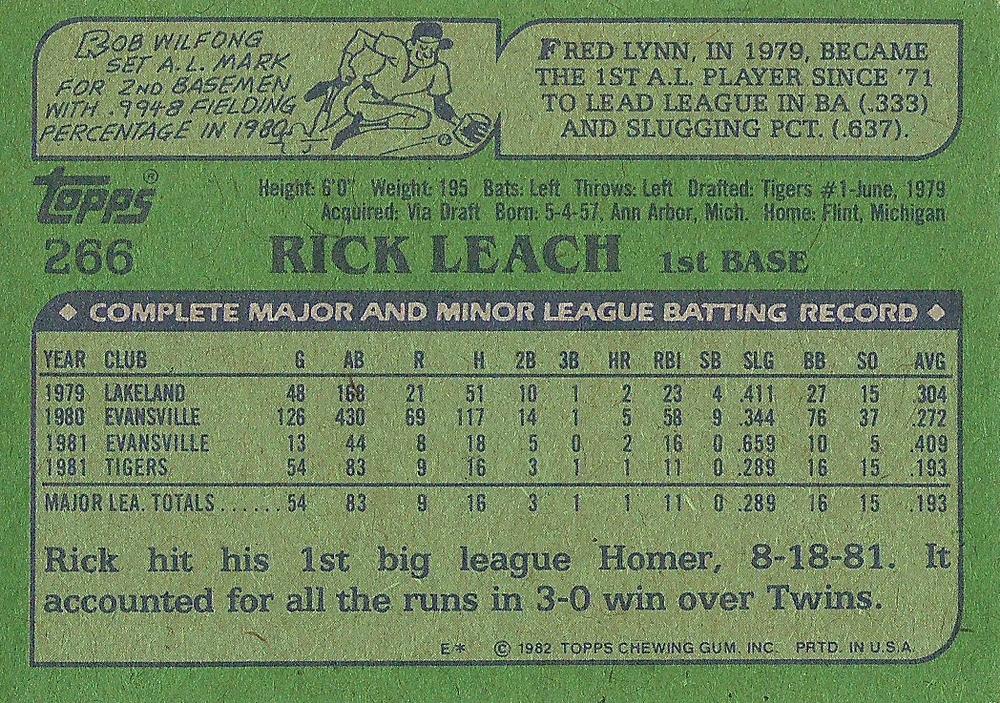 BOB WILFONG
SET A.L. MARK
FOR 2ND BASEMEN
WITH .9948 FIELDING
PERCENTAGE IN 1980.
FRED LYNN, IN 1979, BECAME
THE 1ST A.L. PLAYER SINCE '71
TO LEAD LEAGUE IN BA (.333)
AND SLUGGING PCT. (.637).
Topps®
Height: 6'0" Weight: 195 Bats: Left Throws: Left Drafted: Tigers #1-June, 1979
Acquired: Via Draft Born: 5-4-57, Ann Arbor, Mich. Home: Flint, Michigan
266 RICK LEACH 1st BASE
◆ COMPLETE MAJOR AND MINOR LEAGUE BATTING RECORD ◆
YEAR CLUB G AB R H 2B 3B HR RBI SB SLG BB SO AVG
1979 LAKELAND 48 168 21 51 10 1 2 23 4 .411 27 15 .304
1980 EVANSVILLE 126 430 69 117 14 1 5 58 9 .344 76 37 .272
1981 EVANSVILLE 13 44 8 18 5 0 2 16 0 .659 10 5 .409
1981 TIGERS 54 83 9 16 3 1 1 11 0 .289 16 15 .193
MAJOR LEA. TOTALS......54 83 9 16 3 1 1 11 0 .289 16 15 .193
Rick hit his 1st big league Homer, 8-18-81. It
accounted for all the runs in 3-0 win over Twins.
E* © 1982 TOPPS CHEWING GUM, INC. PRTD. IN U.S.A.